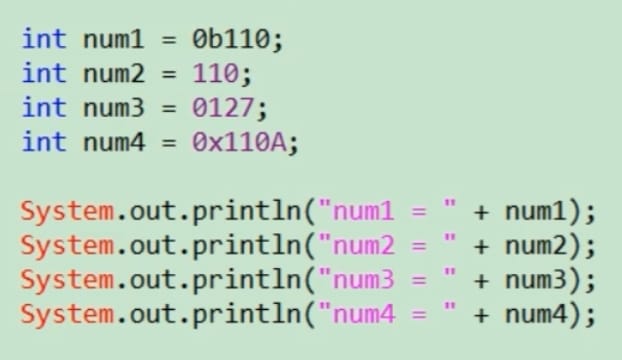 int num1 = 0b110;
int num2 = 110;
int num3 = 0127;
int num4 = 0x110A;
System.out.println("num1 = " + num1);
System.out.println("num2 = " + num2);
System.out.println("num3 = " + num3);
System.out.println("num4 = " + num4);